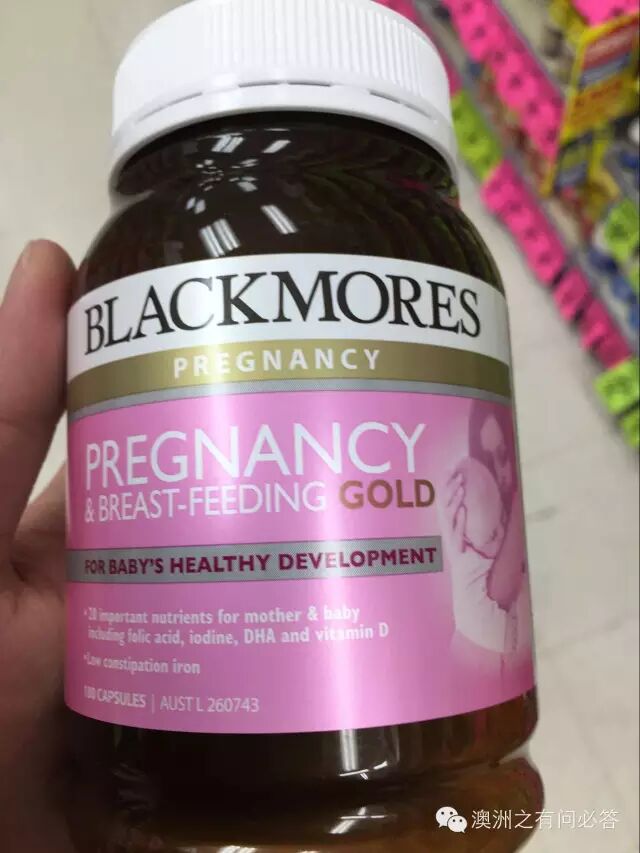 BLACKMORES
PREGNANCY
PREGNANCY
& BREAST-FEEDING GOLD
FOR BABY'S HEALTHY DEVELOPMENT
• 20 important nutrients for mother & baby
including folic acid, iodine, DHA and vitamin D
• Low constipation iron
180 CAPSULES | AUST L 260743
澳洲之有问必答